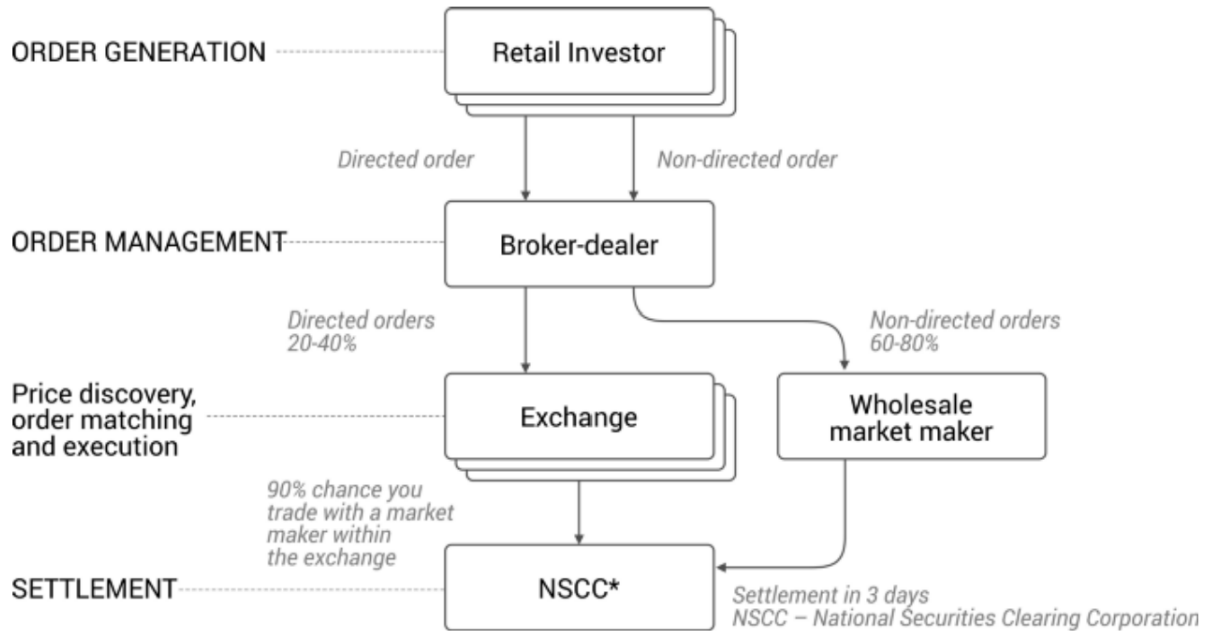 ORDER GENERATION
Retail Investor
Directed order
Non-directed order
ORDER MANAGEMENT
Broker-dealer
Directed orders
20-40%
Non-directed orders
60-80%
Price discovery,
order matching
and execution
Exchange
Wholesale
market maker
90% chance you
trade with a market
maker within
the exchange
SETTLEMENT
NSCC*
Settlement in 3 days
NSCC – National Securities Clearing Corporation